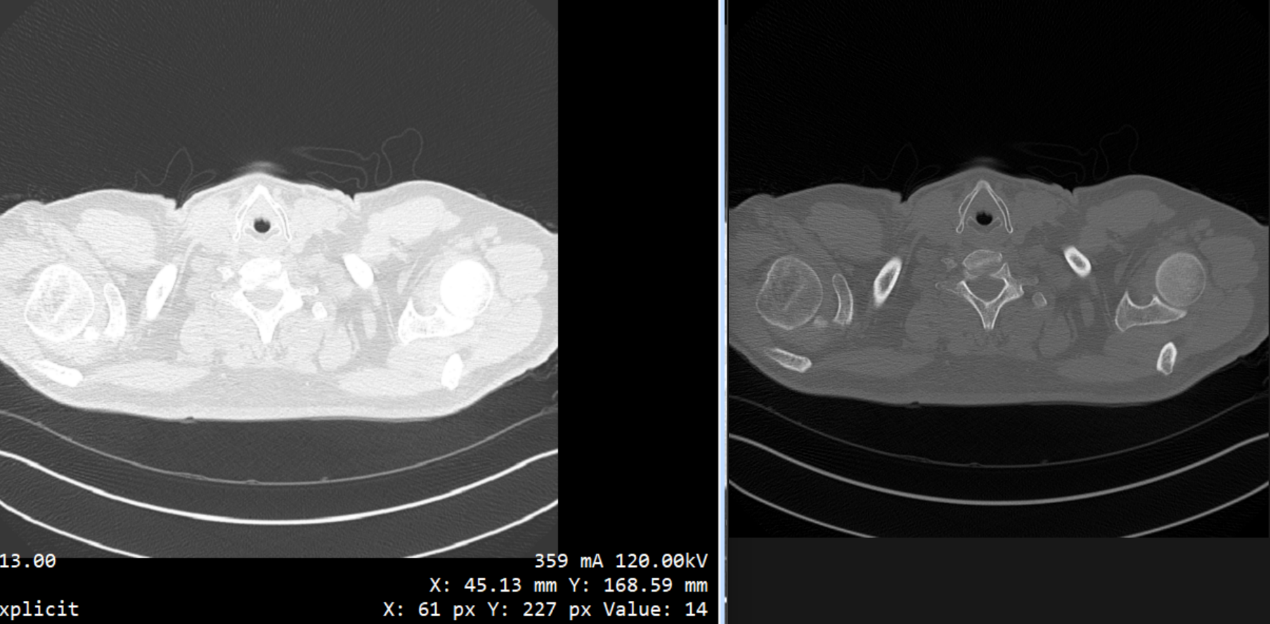 13.00
359 mA 120.00kV
X: 45.13 mm Y: 168.59 mm
xplicit
X: 61 px Y: 227 px Value: 14